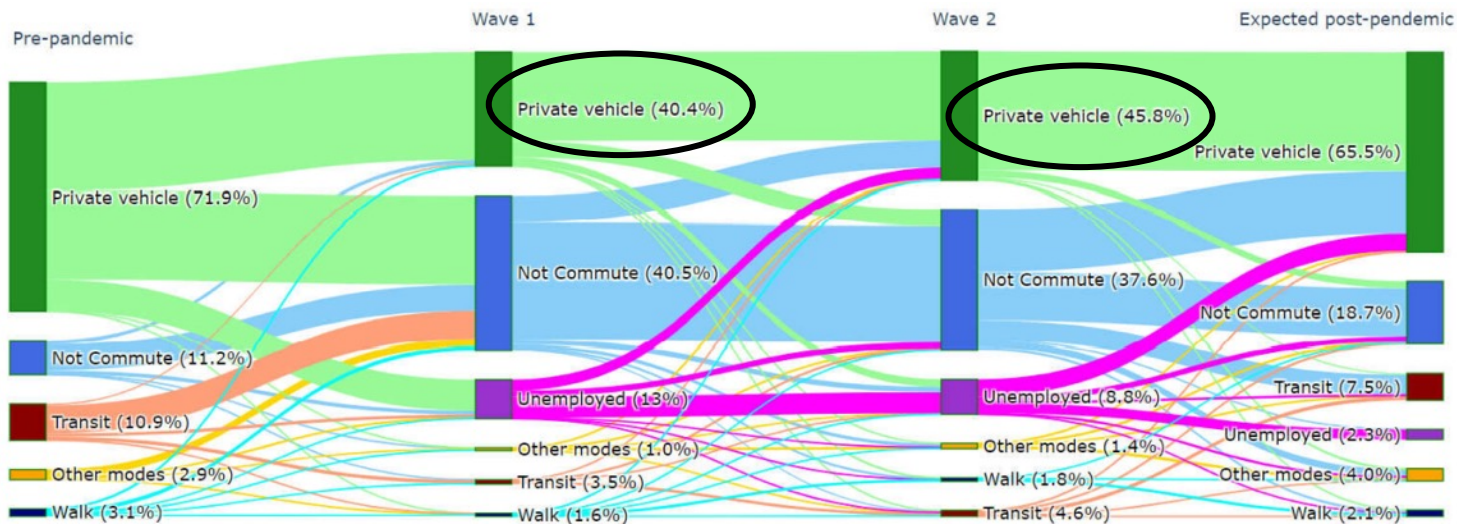 Pre-pandemic
Wave 1
Wave 2
Expected post-pendemic
Private vehicle (71.9%)
Not Commute (11.2%)
Transit (10.9%)
Other modes (2.9%)
Walk (3.1%)
Private vehicle (40.4%)
Not Commute (40.5%)
Unemployed (13%)
Other modes (1.0%)
Transit (3.5%)
Walk (1.6%)
Private vehicle (45.8%)
Not Commute (37.6%)
Unemployed (8.8%)
Other modes (1.4%)
Walk (1.8%)
Transit (4.6%)
Private vehicle (65.5%)
Not Commute (18.7%)
Transit (7.5%)
Unemployed (2.3%)
Other modes (4.0%)
Walk (2.1%)